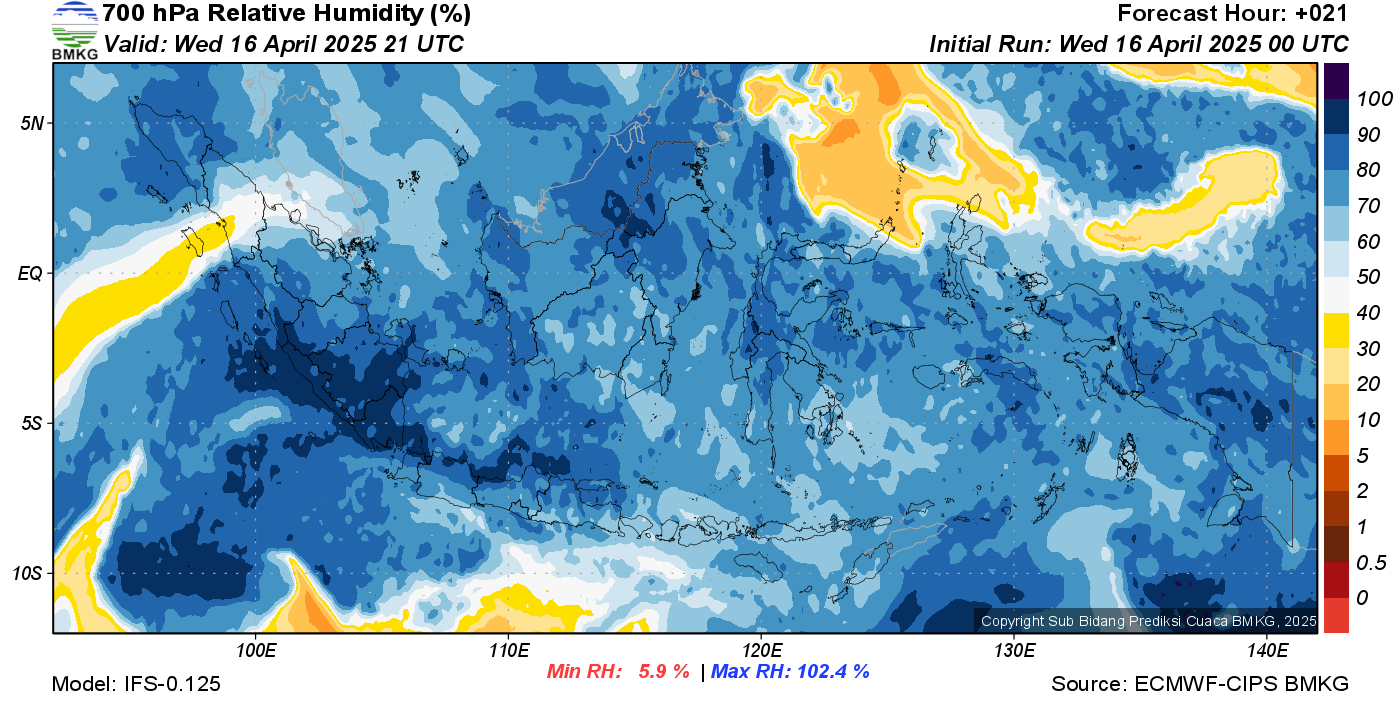 700 hPa Relative Humidity (%)
Forecast Hour: +021
BMKG
Valid: Wed 16 April 2025 21 UTC
Initial Run: Wed 16 April 2025 00 UTC
5N
EQ
5S
10S
100
90
80
70
60
50
40
30
20
10
5
2
1
0.5
0
Copyright Sub Bidang Prediksi Cuaca BMKG, 2025
100E
110E
120E
130E
140E
Min RH: 5.9 % | Max RH: 102.4 %
Model: IFS-0.125
Source: ECMWF-CIPS BMKG